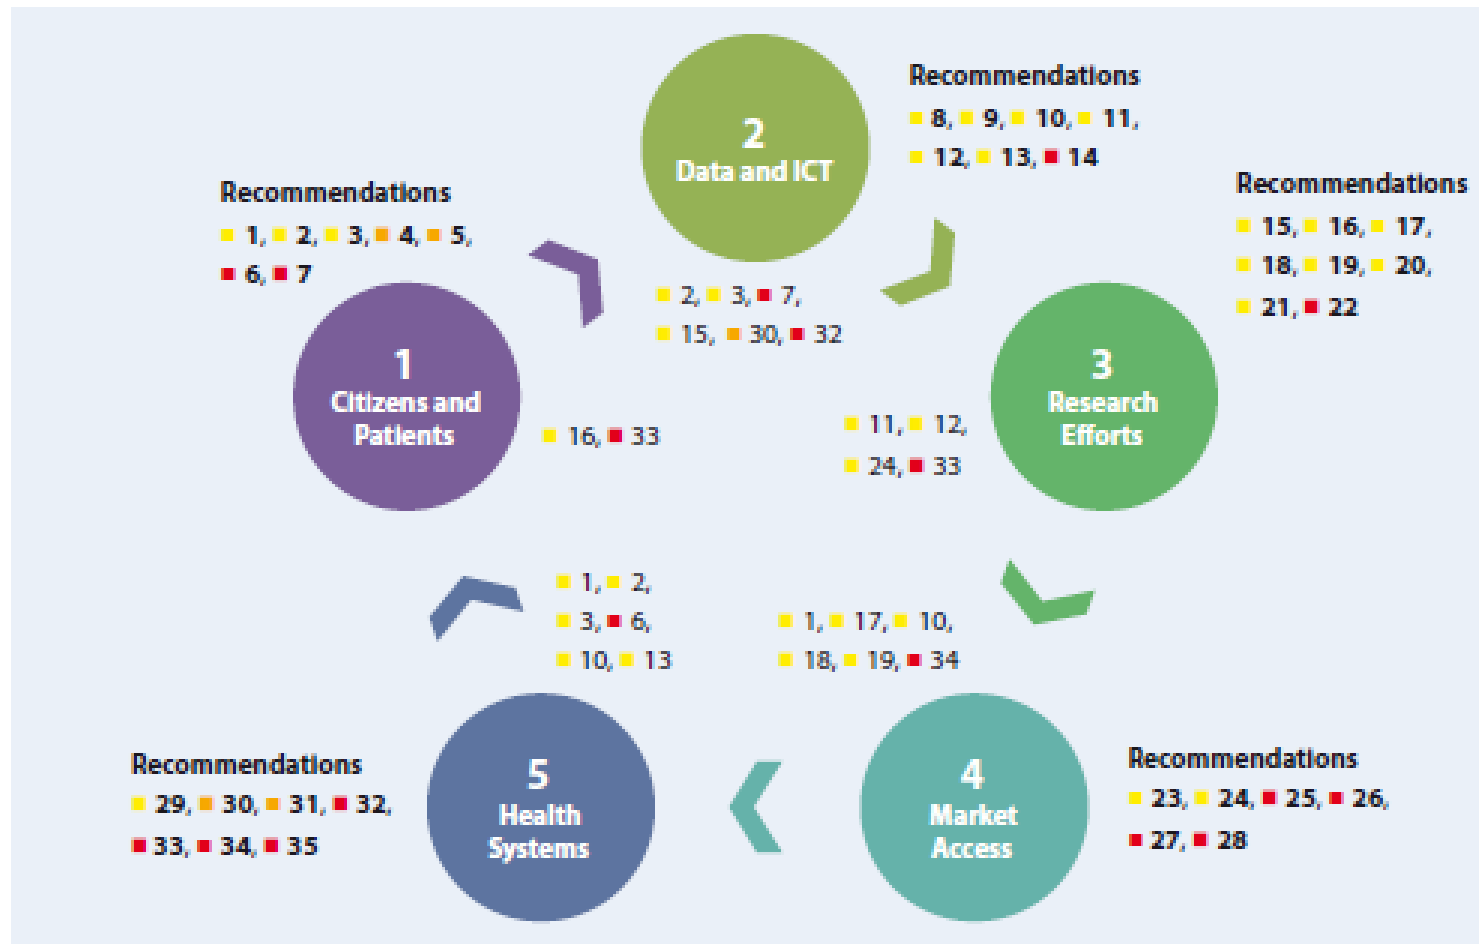 Recommendations
1, 2, 3, 4, 5,
6, 7
1
Citizens and
Patients
16, 33
2
Data and ICT
Recommendations
8, 9, 10, 11,
12, 13, 14
2, 3, 7,
15, 30, 32
Recommendations
15, 16, 17,
18, 19, 20,
21, 22
3
Research
Efforts
11, 12,
24, 33
1, 17, 10,
18, 19, 34
4
Market
Access
Recommendations
23, 24, 25, 26,
27, 28
1, 2,
3, 6,
10, 13
5
Health
Systems
Recommendations
29, 30, 31, 32,
33, 34, 35